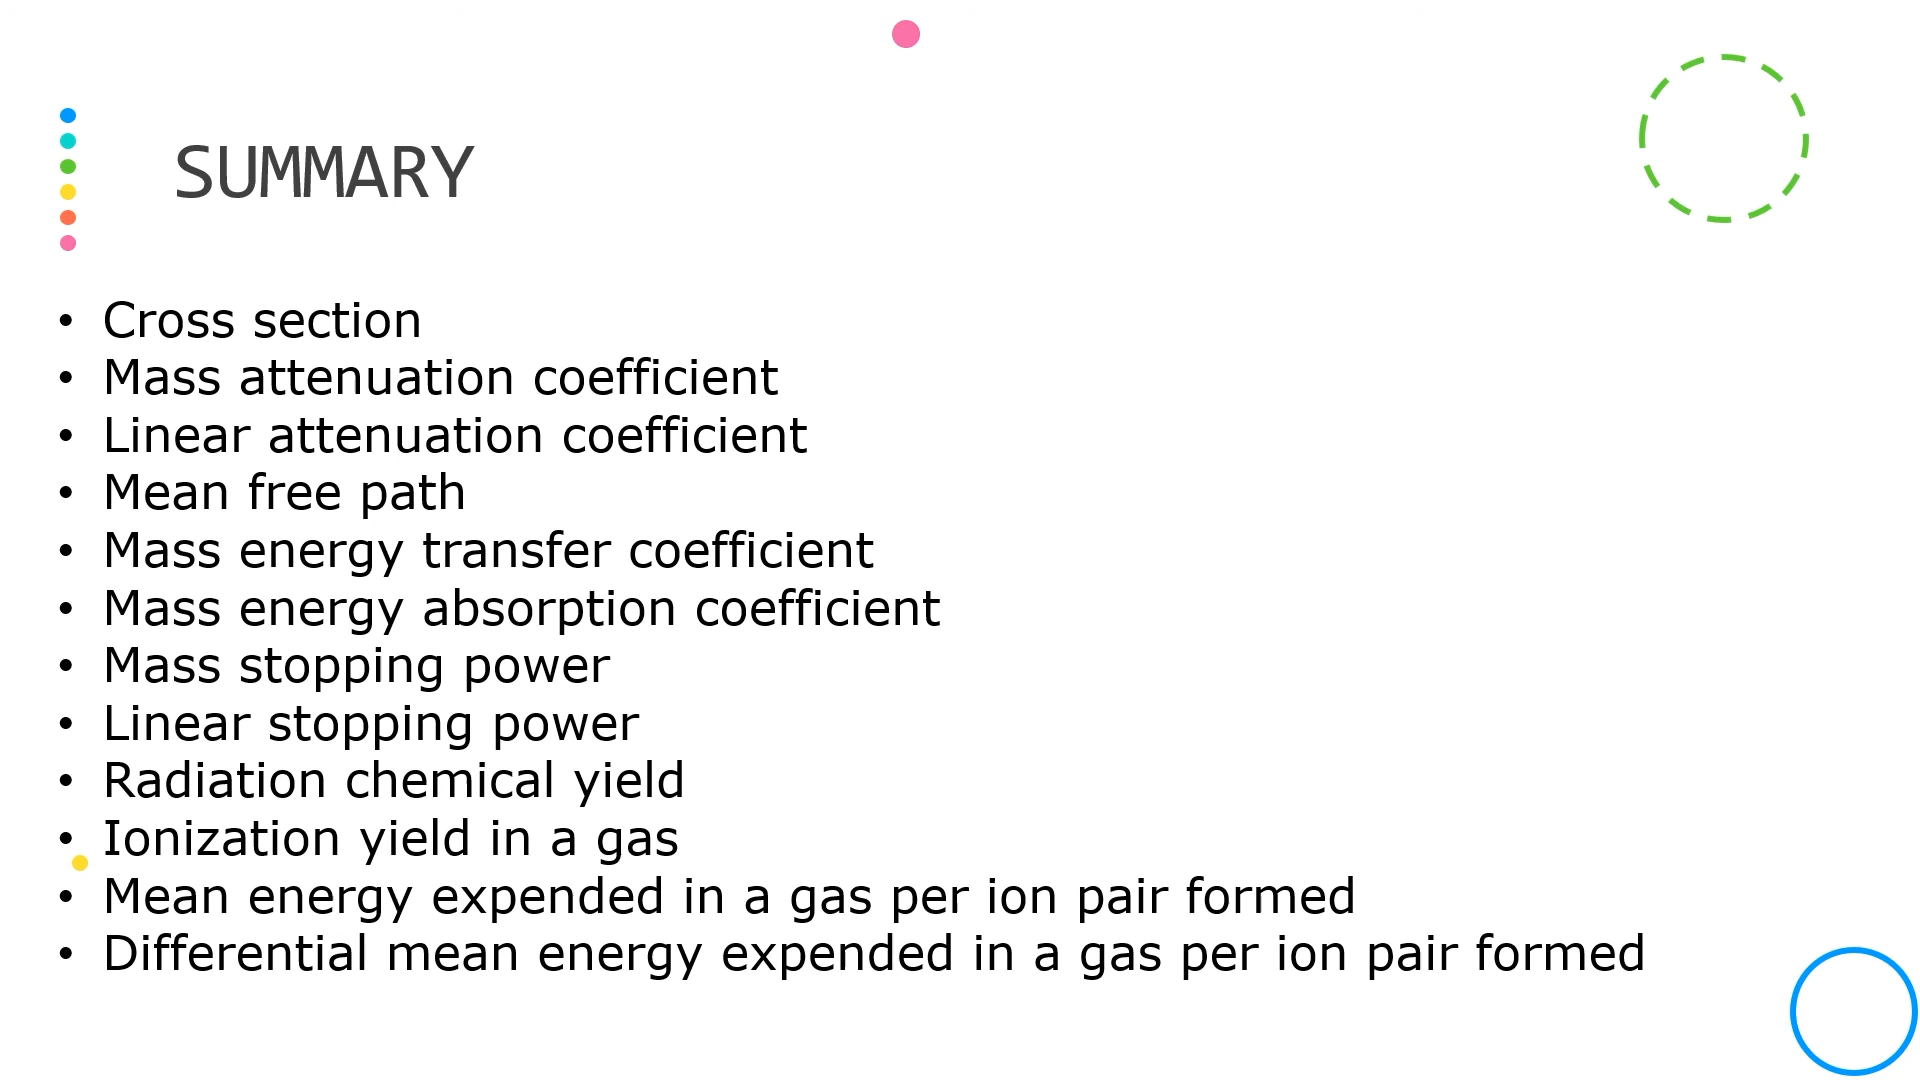 SUMMARY
• Cross section
• Mass attenuation coefficient
• Linear attenuation coefficient
• Mean free path
• Mass energy transfer coefficient
• Mass energy absorption coefficient
• Mass stopping power
• Linear stopping power
• Radiation chemical yield
• Ionization yield in a gas
• Mean energy expended in a gas per ion pair formed
• Differential mean energy expended in a gas per ion pair formed